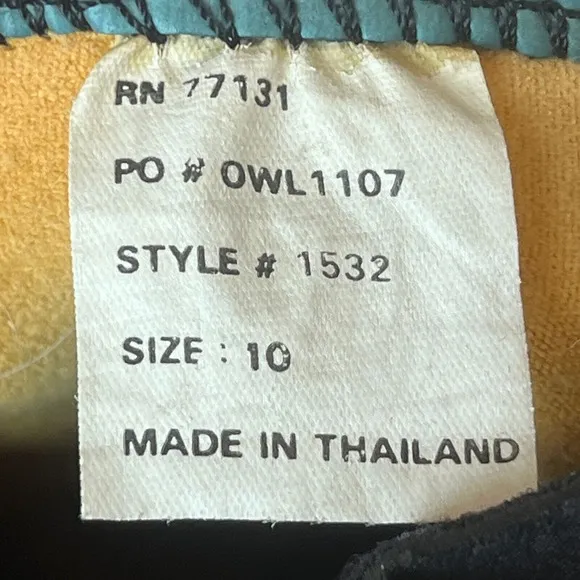 RN 77131
PO # OWL1107
STYLE # 1532
SIZE : 10
MADE IN THAILAND